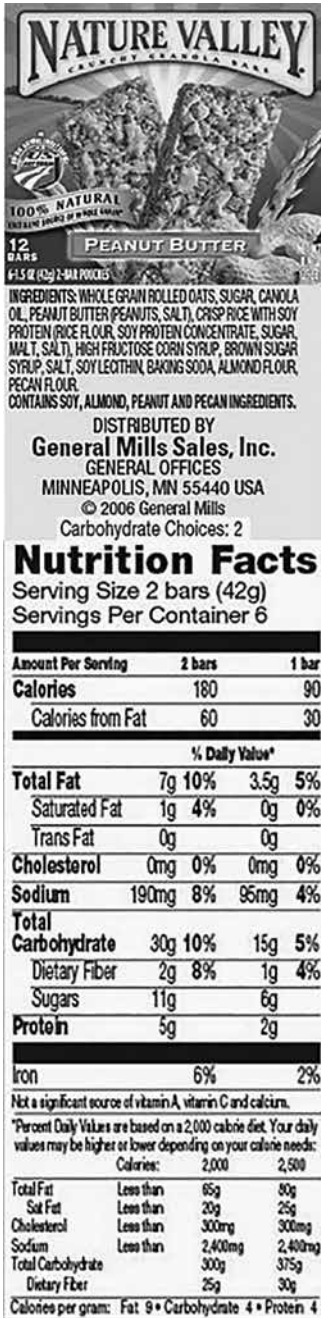 NATURE VALLEY
CRUNCHY GRANOLA BARS
100% NATURAL
12
BARS
PEANUT BUTTER
6-1.5 OZ (42g) 2-BAR POUCHES
INGREDIENTS: WHOLE GRAIN ROLLED OATS, SUGAR, CANOLA
OIL, PEANUT BUTTER (PEANUTS, SALT), CRISP RICE WITH SOY
PROTEIN (RICE FLOUR, SOY PROTEIN CONCENTRATE, SUGAR,
MALT, SALT), HIGH FRUCTOSE CORN SYRUP, BROWN SUGAR
SYRUP, SALT, SOY LECITHIN, BAKING SODA, ALMOND FLOUR,
PECAN FLOUR.
CONTAINS SOY, ALMOND, PEANUT AND PECAN INGREDIENTS.
DISTRIBUTED BY
General Mills Sales, Inc.
GENERAL OFFICES
MINNEAPOLIS, MN 55440 USA
© 2006 General Mills
Carbohydrate Choices: 2
Nutrition Facts
Serving Size 2 bars (42g)
Servings Per Container 6
Amount Per Serving 2 bars 1 bar
Calories 180 90
Calories from Fat 60 30
% Daily Value*
Total Fat 7g 10% 3.5g 5%
Saturated Fat 1g 4% 0g 0%
Trans Fat 0g 0g
Cholesterol 0mg 0% 0mg 0%
Sodium 190mg 8% 95mg 4%
Total
Carbohydrate 30g 10% 15g 5%
Dietary Fiber 2g 8% 1g 4%
Sugars 11g 6g
Protein 5g 2g
Iron 6% 2%
Not a significant source of vitamin A, vitamin C and calcium.
*Percent Daily Values are based on a 2,000 calorie diet. Your daily
values may be higher or lower depending on your calorie needs:
Calories: 2,000 2,500
Total Fat Less than 65g 80g
Sat Fat Less than 20g 25g
Cholesterol Less than 300mg 300mg
Sodium Less than 2,400mg 2,400mg
Total Carbohydrate 300g 375g
Dietary Fiber 25g 30g
Calories per gram: Fat 9 • Carbohydrate 4 • Protein 4